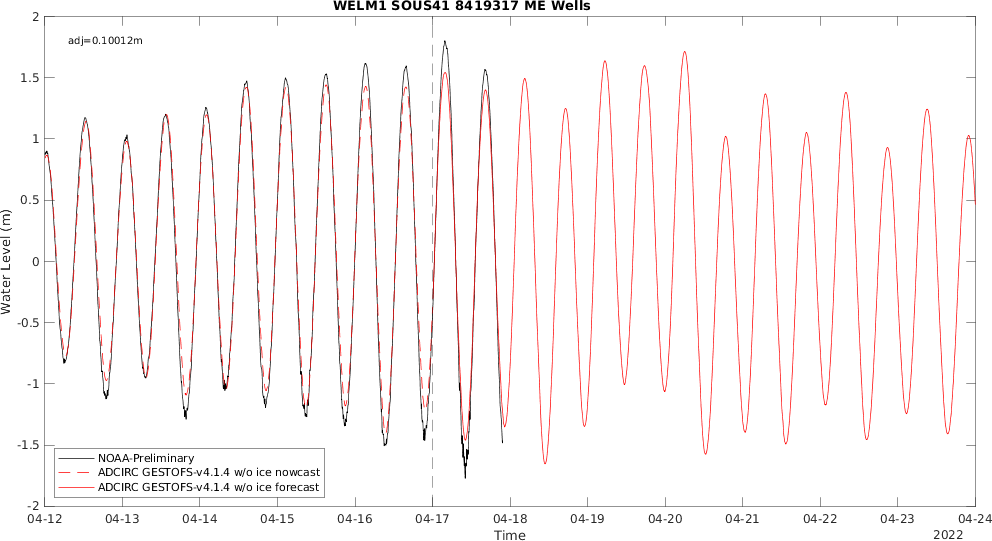 WELM1 SOUS41 8419317 ME Wells
adj=0.10012m
Water Level (m)
2
1.5
1
0.5
0
-0.5
-1
-1.5
-2
NOAA-Preliminary
ADCIRC GESTOFS-v4.1.4 w/o ice nowcast
ADCIRC GESTOFS-v4.1.4 w/o ice forecast
04-12 04-13 04-14 04-15 04-16 04-17 04-18 04-19 04-20 04-21 04-22 04-23 04-24
Time
2022